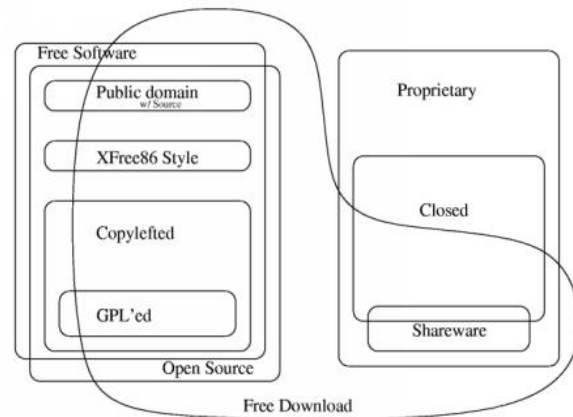 Free Software
Public domain
w/ Source
XFree86 Style
Copylefted
GPL'ed
Open Source
Proprietary
Closed
Shareware
Free Download